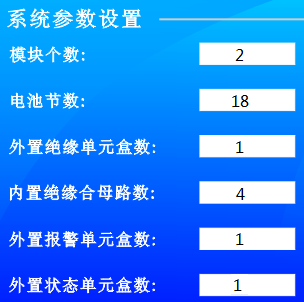 系统参数设置
模块个数: 2
电池节数: 18
外置绝缘单元盒数: 1
内置绝缘合母路数: 4
外置报警单元盒数: 1
外置状态单元盒数: 1